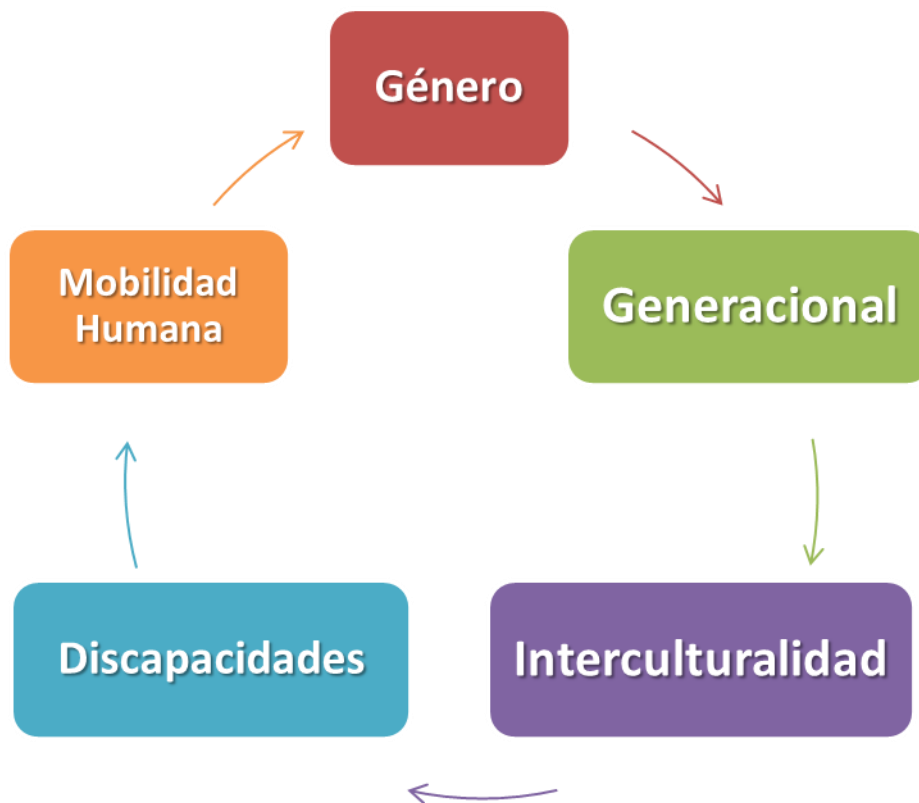 Género
Generacional
Interculturalidad
Discapacidades
Mobilidad
Humana